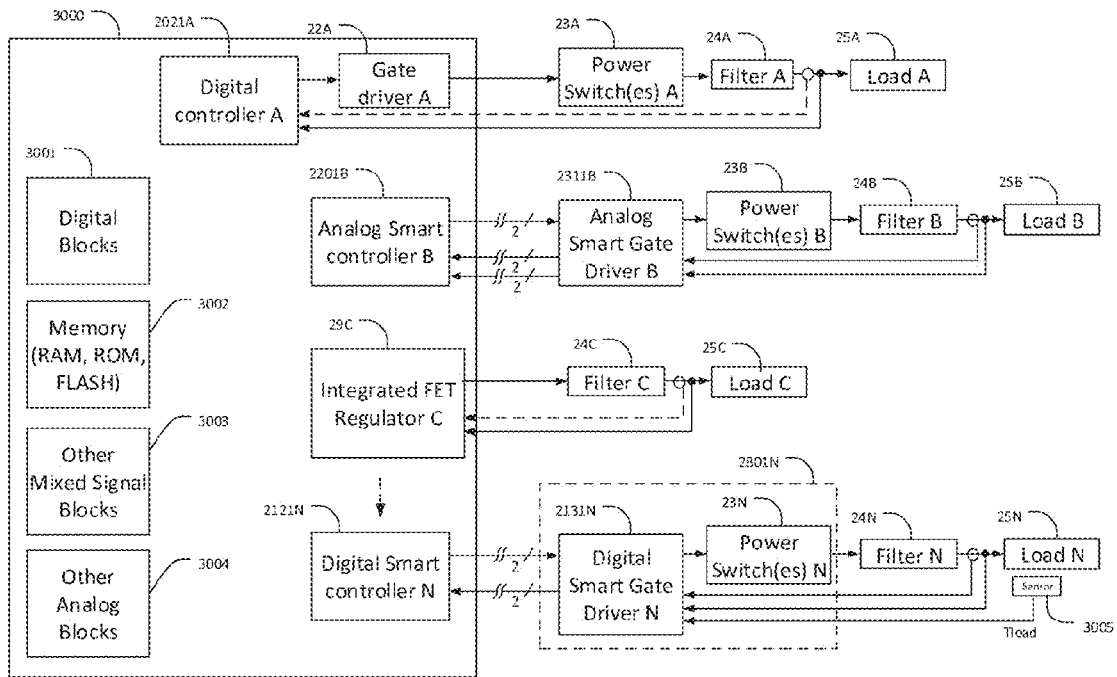 3000
2021A
22A
23A
24A
25A
Digital
controller A
Gate
driver A
Power
Switch(es) A
Filter A
Load A
3001
Digital
Blocks
2201B
Analog Smart
controller B
2
2
2
2311B
Analog
Smart Gate
Driver B
23B
Power
Switch(es) B
24B
Filter B
25B
Load B
3002
Memory
(RAM, ROM,
FLASH)
29C
Integrated FET
Regulator C
24C
Filter C
25C
Load C
3003
Other
Mixed Signal
Blocks
2801N
2121N
Digital Smart
controller N
2
2
2131N
Digital
Smart Gate
Driver N
23N
Power
Switch(es) N
24N
Filter N
25N
Load N
Sensor
3005
Tload
3004
Other
Analog
Blocks